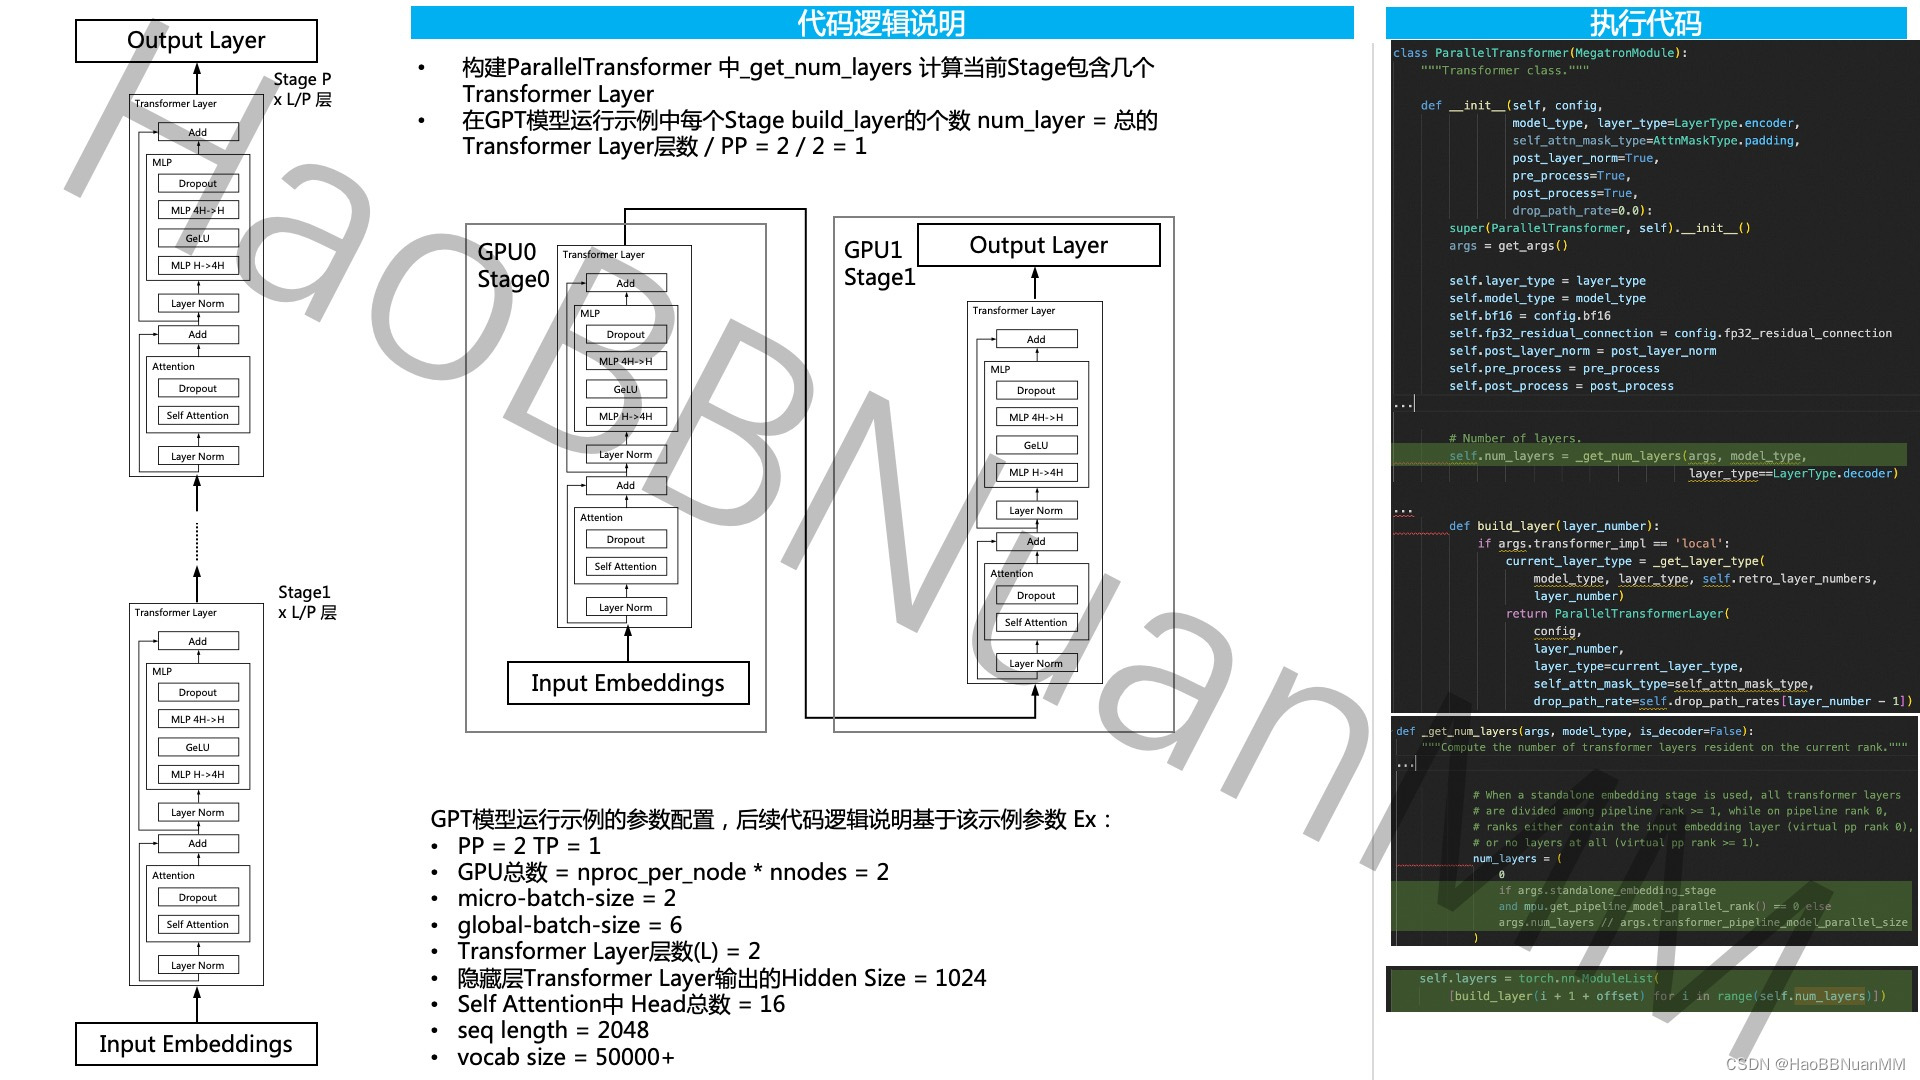 Output Layer
Stage P
x L/P 层
Transformer Layer
Add
MLP
Dropout
MLP 4H->H
GeLU
MLP H->4H
Layer Norm
Add
Attention
Dropout
Self Attention
Layer Norm
Stage1
x L/P 层
Transformer Layer
Add
MLP
Dropout
MLP 4H->H
GeLU
MLP H->4H
Layer Norm
Add
Attention
Dropout
Self Attention
Layer Norm
Input Embeddings
代码逻辑说明
• 构建ParallelTransformer 中_get_num_layers 计算当前Stage包含几个
Transformer Layer
• 在GPT模型运行示例中每个Stage build_layer的个数 num_layer = 总的
Transformer Layer层数 / PP = 2 / 2 = 1
GPU0
Stage0
Transformer Layer
Add
MLP
Dropout
MLP 4H->H
GeLU
MLP H->4H
Layer Norm
Add
Attention
Dropout
Self Attention
Layer Norm
Input Embeddings
GPU1
Stage1
Output Layer
Transformer Layer
Add
MLP
Dropout
MLP 4H->H
GeLU
MLP H->4H
Layer Norm
Add
Attention
Dropout
Self Attention
Layer Norm
GPT模型运行示例的参数配置，后续代码逻辑说明基于该示例参数 Ex：
• PP = 2 TP = 1
• GPU总数 = nproc_per_node * nnodes = 2
• micro-batch-size = 2
• global-batch-size = 6
• Transformer Layer层数(L) = 2
• 隐藏层Transformer Layer输出的Hidden Size = 1024
• Self Attention中 Head总数 = 16
• seq length = 2048
• vocab size = 50000+
执行代码
class ParallelTransformer(MegatronModule):
"""Transformer class."""
def __init__(self, config,
model_type, layer_type=LayerType.encoder,
self_attn_mask_type=AttnMaskType.padding,
post_layer_norm=True,
pre_process=True,
post_process=True,
drop_path_rate=0.0):
super(ParallelTransformer, self).__init__()
args = get_args()
self.layer_type = layer_type
self.model_type = model_type
self.bf16 = config.bf16
self.fp32_residual_connection = config.fp32_residual_connection
self.post_layer_norm = post_layer_norm
self.pre_process = pre_process
self.post_process = post_process
...
# Number of layers.
self.num_layers = _get_num_layers(args, model_type,
layer_type==LayerType.decoder)
...
def build_layer(layer_number):
if args.transformer_impl == 'local':
current_layer_type = _get_layer_type(
model_type, layer_type, self.retro_layer_numbers,
layer_number)
return ParallelTransformerLayer(
config,
layer_number,
layer_type=current_layer_type,
self_attn_mask_type=self_attn_mask_type,
drop_path_rate=self.drop_path_rates[layer_number - 1])
def _get_num_layers(args, model_type, is_decoder=False):
"""Compute the number of transformer layers resident on the current rank."""
...
# When a standalone embedding stage is used, all transformer layers
# are divided among pipeline rank >= 1, while on pipeline rank 0,
# ranks either contain the input embedding layer (virtual pp rank 0),
# or no layers at all (virtual pp rank >= 1).
num_layers = (
0
if args.standalone_embedding_stage
and mpu.get_pipeline_model_parallel_rank() == 0 else
args.num_layers // args.transformer_pipeline_model_parallel_size
)
self.layers = torch.nn.ModuleList(
[build_layer(i + 1 + offset) for i in range(self.num_layers)])
HaoBBNuanMM
CSDN @HaoBBNuanMM